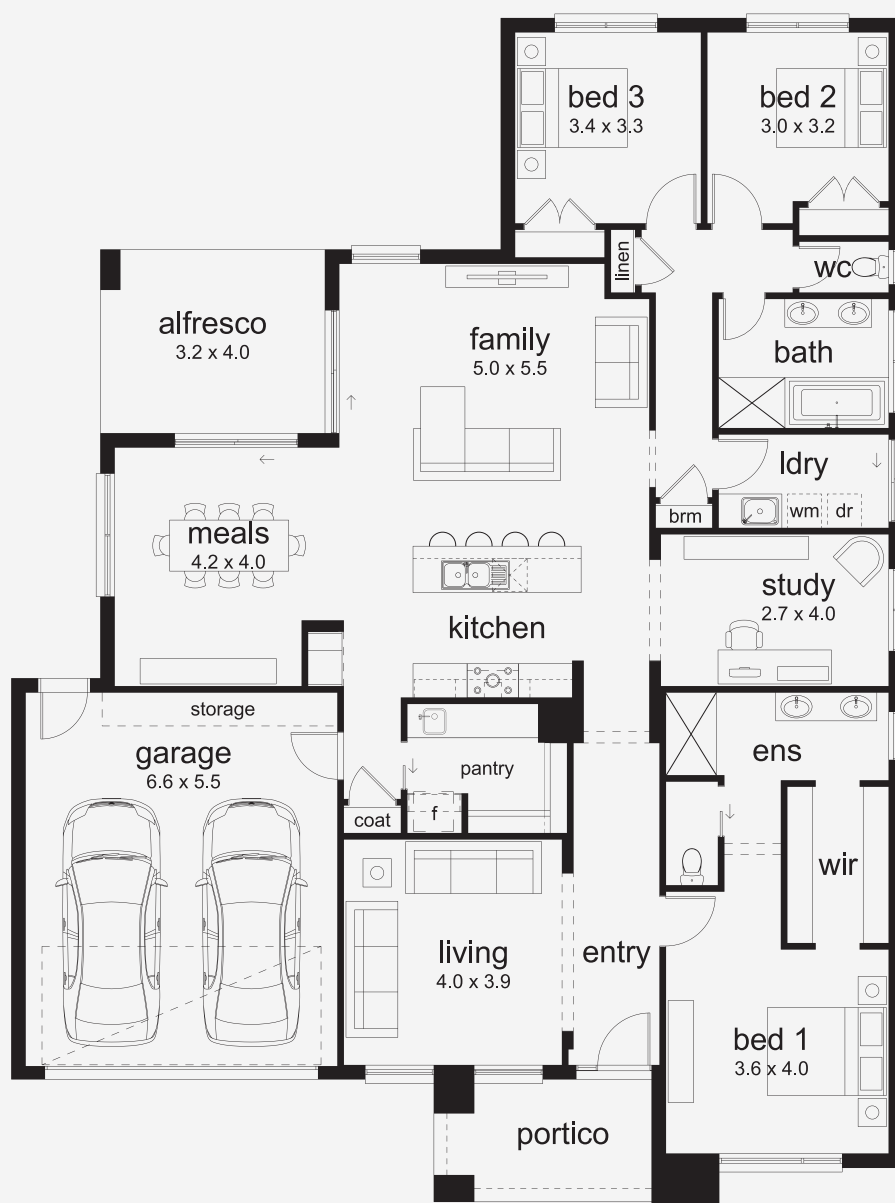 bed 3
3.4 x 3.3
bed 2
3.0 x 3.2
linen
wc
alfresco
3.2 x 4.0
family
5.0 x 5.5
bath
ldry
wm
dr
brm
meals
4.2 x 4.0
study
2.7 x 4.0
kitchen
storage
garage
6.6 x 5.5
pantry
ens
coat
f
wir
living
4.0 x 3.9
entry
bed 1
3.6 x 4.0
portico